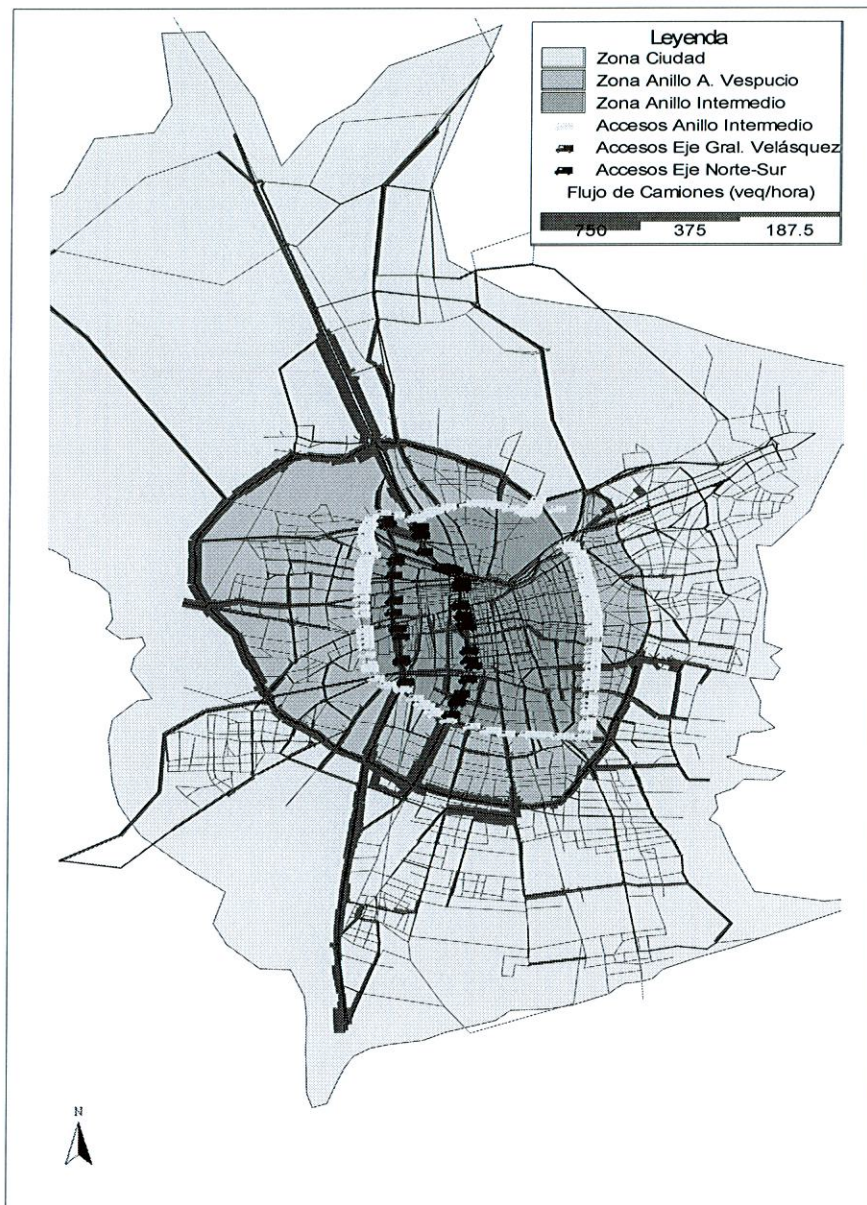 Leyenda
Zona Ciudad
Zona Anillo A. Vespucio
Zona Anillo Intermedio
Accesos Anillo Intermedio
Accesos Eje Gral. Velásquez
Accesos Eje Norte-Sur
Flujo de Camiones (veq/hora)
750 375 187.5
N